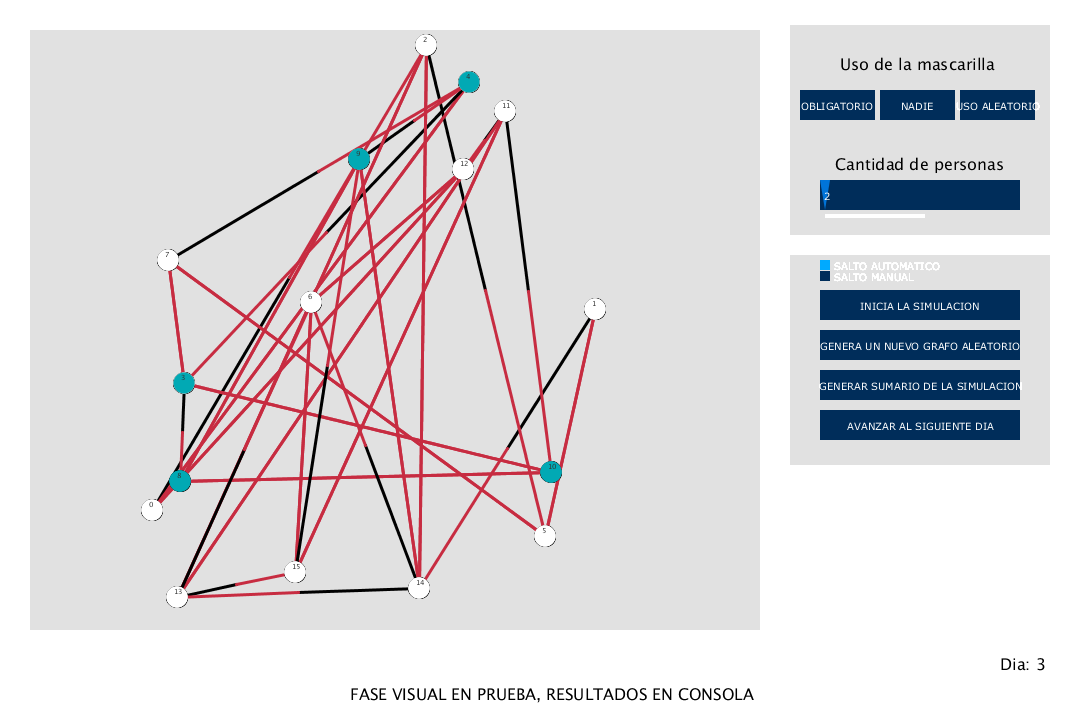 2
4
11
9
12
7
6
1
3
8
10
0
5
15
14
13
Uso de la mascarilla
OBLIGATORIO
NADIE
USO ALEATORIO
Cantidad de personas
2
SALTO AUTOMATICO
SALTO MANUAL
INICIA LA SIMULACION
GENERA UN NUEVO GRAFO ALEATORIO
GENERAR SUMARIO DE LA SIMULACION
AVANZAR AL SIGUIENTE DIA
Dia: 3
FASE VISUAL EN PRUEBA, RESULTADOS EN CONSOLA